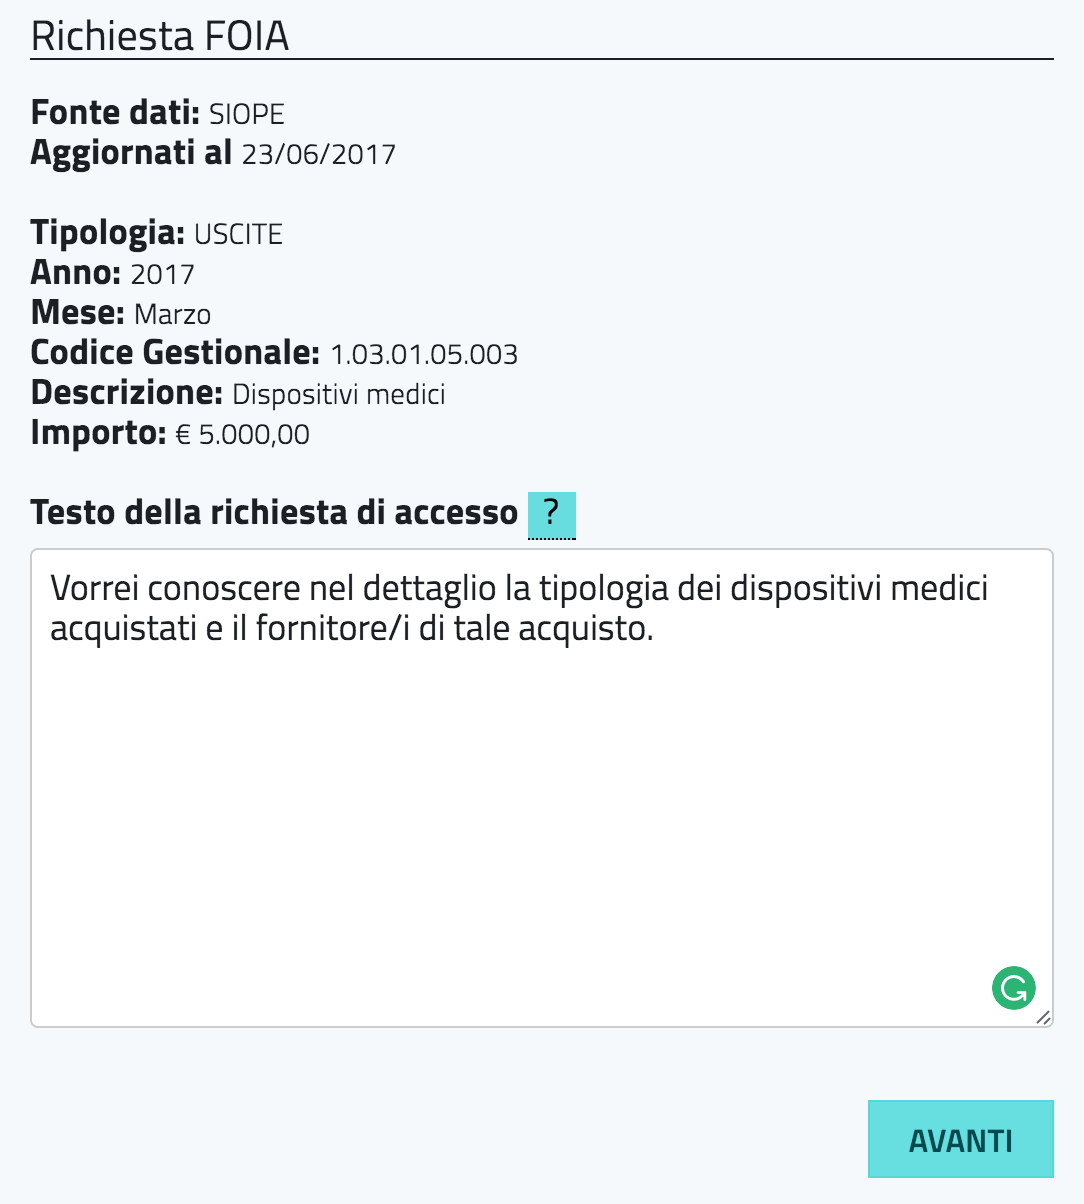 Richiesta FOIA
Fonte dati: SIOPE
Aggiornati al 23/06/2017
Tipologia: USCITE
Anno: 2017
Mese: Marzo
Codice Gestionale: 1.03.01.05.003
Descrizione: Dispositivi medici
Importo: € 5.000,00
Testo della richiesta di accesso ?
Vorrei conoscere nel dettaglio la tipologia dei dispositivi medici
acquistati e il fornitore/i di tale acquisto.
AVANTI